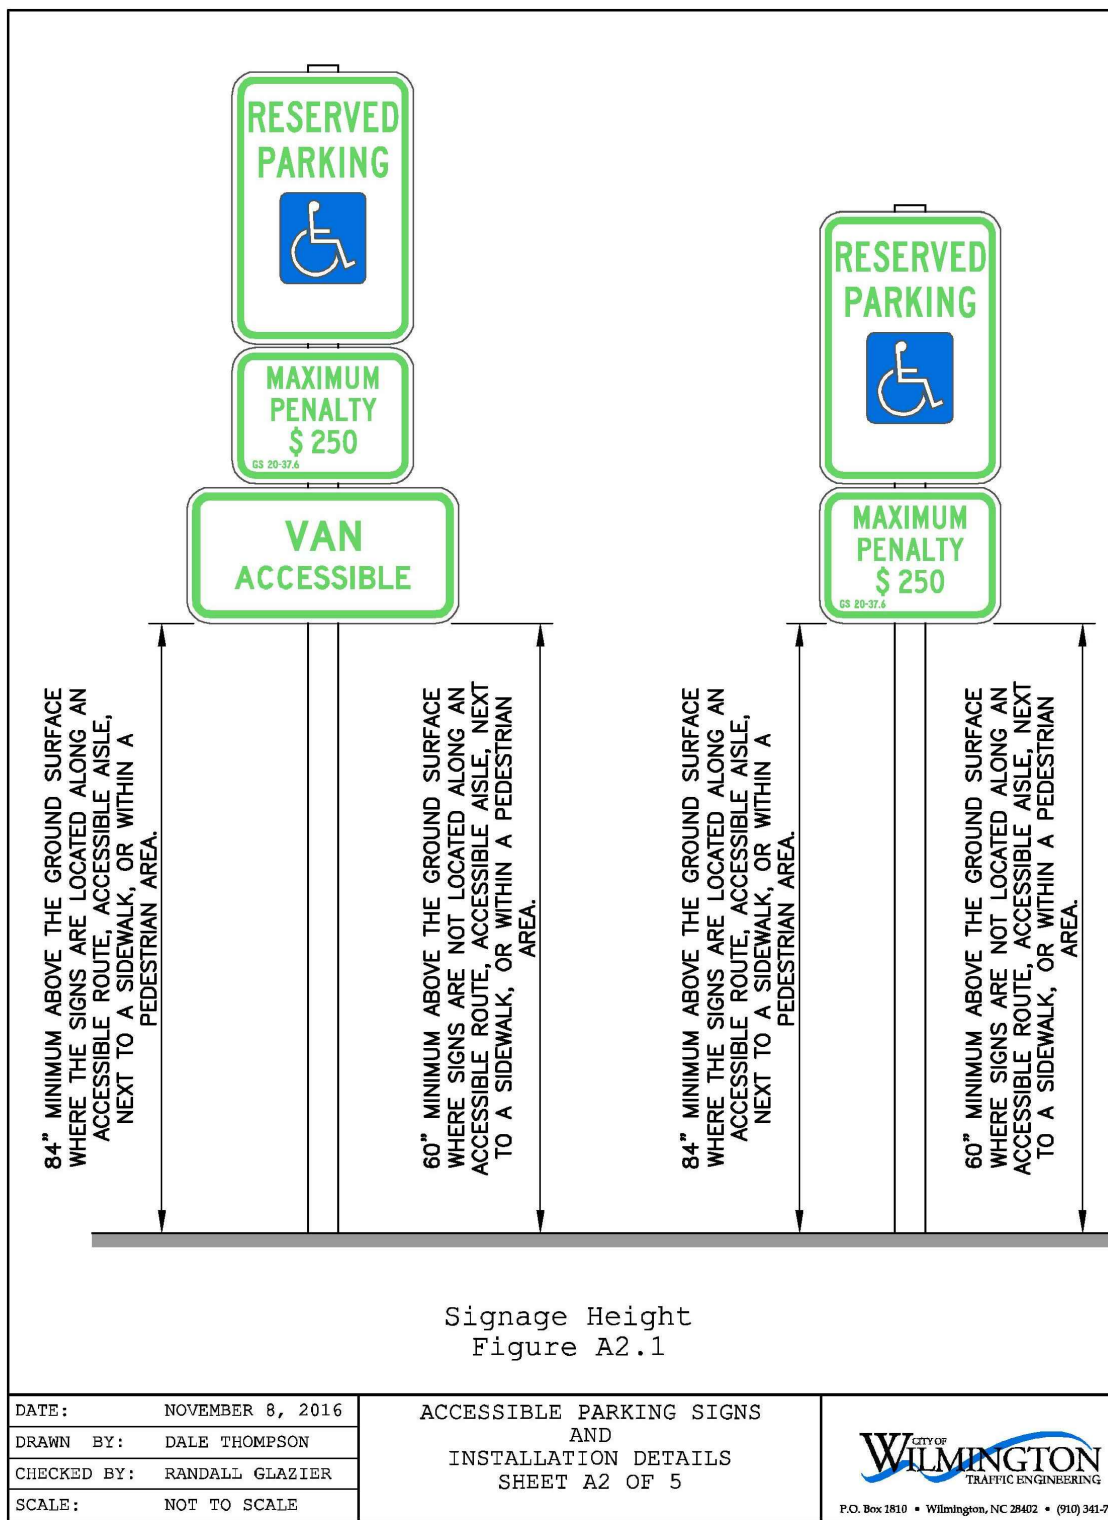 RESERVED
PARKING
MAXIMUM
PENALTY
$ 250
GS 20-37.6
VAN
ACCESSIBLE
RESERVED
PARKING
MAXIMUM
PENALTY
$ 250
GS 20-37.6
84” MINIMUM ABOVE THE GROUND SURFACE
WHERE THE SIGNS ARE LOCATED ALONG AN
ACCESSIBLE ROUTE, ACCESSIBLE AISLE,
NEXT TO A SIDEWALK, OR WITHIN A
PEDESTRIAN AREA.
60” MINIMUM ABOVE THE GROUND SURFACE
WHERE SIGNS ARE NOT LOCATED ALONG AN
ACCESSIBLE ROUTE, ACCESSIBLE AISLE, NEXT
TO A SIDEWALK, OR WITHIN A PEDESTRIAN
AREA.
84” MINIMUM ABOVE THE GROUND SURFACE
WHERE THE SIGNS ARE LOCATED ALONG AN
ACCESSIBLE ROUTE, ACCESSIBLE AISLE,
NEXT TO A SIDEWALK, OR WITHIN A
PEDESTRIAN AREA.
60” MINIMUM ABOVE THE GROUND SURFACE
WHERE SIGNS ARE NOT LOCATED ALONG AN
ACCESSIBLE ROUTE, ACCESSIBLE AISLE, NEXT
TO A SIDEWALK, OR WITHIN A PEDESTRIAN
AREA.
Signage Height
Figure A2.1
DATE: NOVEMBER 8, 2016
DRAWN BY: DALE THOMPSON
CHECKED BY: RANDALL GLAZIER
SCALE: NOT TO SCALE
ACCESSIBLE PARKING SIGNS
AND
INSTALLATION DETAILS
SHEET A2 OF 5
CITY OF
WILMINGTON
TRAFFIC ENGINEERING
P.O. Box 1810 • Wilmington, NC 28402 • (910) 341-7